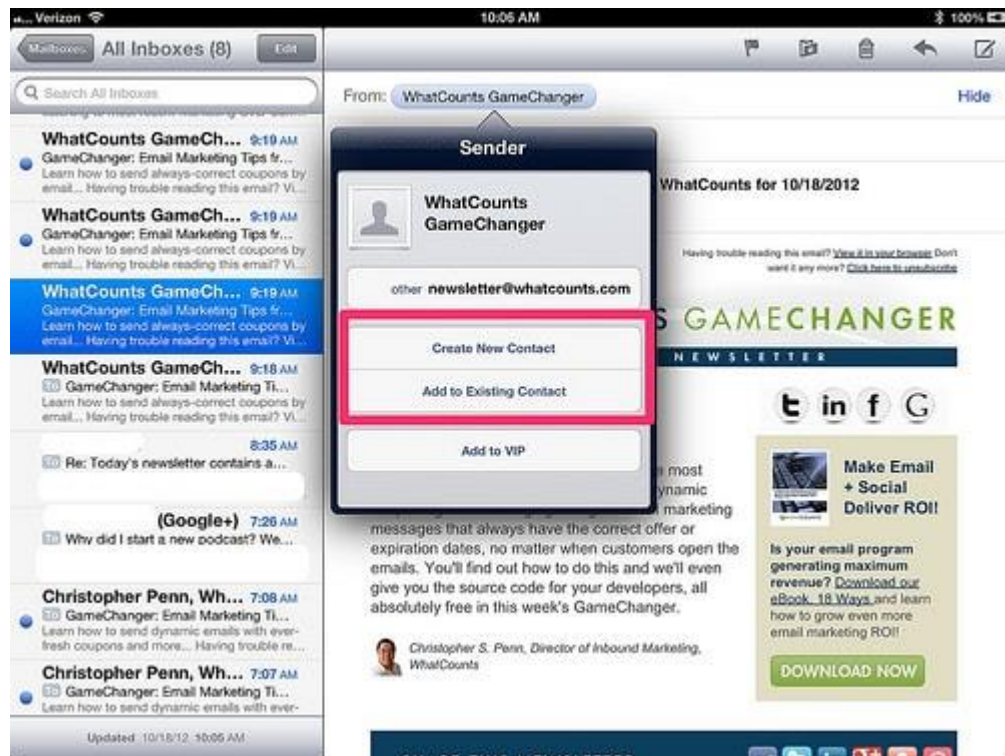 Verizon
10:05 AM
100%
Mailboxes
All Inboxes (8)
Edit
Search All Inboxes
WhatCounts GameCh... 9:19 AM
GameChanger: Email Marketing Tips fr...
Learn how to send always-correct coupons by
email... Having trouble reading this email? Vi...
WhatCounts GameCh... 9:19 AM
GameChanger: Email Marketing Tips fr...
Learn how to send always-correct coupons by
email... Having trouble reading this email? Vi...
WhatCounts GameCh... 9:19 AM
GameChanger: Email Marketing Tips fr...
Learn how to send always-correct coupons by
email... Having trouble reading this email? Vi...
WhatCounts GameCh... 9:18 AM
GameChanger: Email Marketing Ti...
Learn how to send always-correct coupons by
email... Having trouble reading this email? Vi...
8:35 AM
Re: Today's newsletter contains a...
(Google+) 7:26 AM
Why did I start a new podcast? We...
Christopher Penn, Wh... 7:08 AM
GameChanger: Email Marketing Ti...
Learn how to send dynamic emails with ever-
fresh coupons and more... Having trouble re...
Christopher Penn, Wh... 7:07 AM
GameChanger: Email Marketing Ti...
Learn how to send dynamic emails with ever-
Updated 10/18/12 10:05 AM
From: WhatCounts GameChanger
Hide
Sender
WhatCounts
GameChanger
other newsletter@whatcounts.com
Create New Contact
Add to Existing Contact
Add to VIP
WhatCounts for 10/18/2012
Having trouble reading this email? View it in your browser Don't
want it any more? Click here to unsubscribe
S GAMECHANGER
NEWSLETTER
t in f G
most
ynamic
marketing
messages that always have the correct offer or
expiration dates, no matter when customers open the
emails. You'll find out how to do this and we'll even
give you the source code for your developers, all
absolutely free in this week's GameChanger.
Christopher S. Penn, Director of Inbound Marketing,
WhatCounts
Make Email
+ Social
Deliver ROI!
Is your email program
generating maximum
revenue? Download our
eBook, 18 Ways and learn
how to grow even more
email marketing ROI!
DOWNLOAD NOW